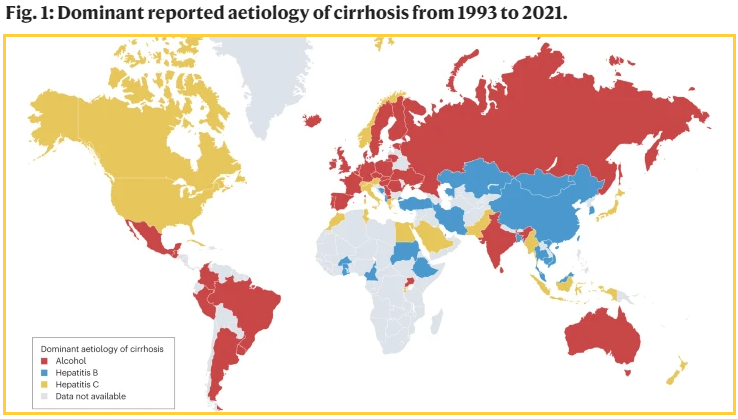 Fig. 1: Dominant reported aetiology of cirrhosis from 1993 to 2021.
Dominant aetiology of cirrhosis
Alcohol
Hepatitis B
Hepatitis C
Data not available